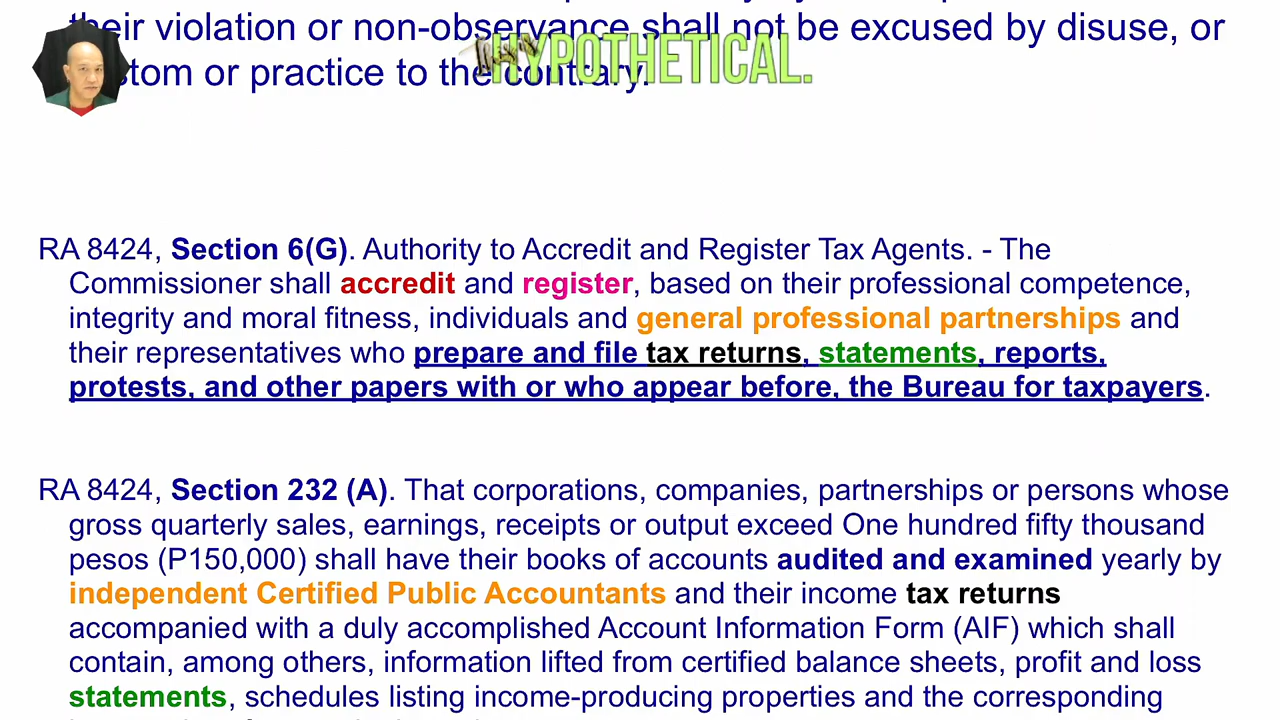 their violation or non-observance shall not be excused by disuse, or
This is HYPOTHETICAL.
custom or practice to the contrary.
RA 8424, Section 6(G). Authority to Accredit and Register Tax Agents. - The
Commissioner shall accredit and register, based on their professional competence,
integrity and moral fitness, individuals and general professional partnerships and
their representatives who prepare and file tax returns, statements, reports,
protests, and other papers with or who appear before, the Bureau for taxpayers.
RA 8424, Section 232 (A). That corporations, companies, partnerships or persons whose
gross quarterly sales, earnings, receipts or output exceed One hundred fifty thousand
pesos (P150,000) shall have their books of accounts audited and examined yearly by
independent Certified Public Accountants and their income tax returns
accompanied with a duly accomplished Account Information Form (AIF) which shall
contain, among others, information lifted from certified balance sheets, profit and loss
statements, schedules listing income-producing properties and the corresponding